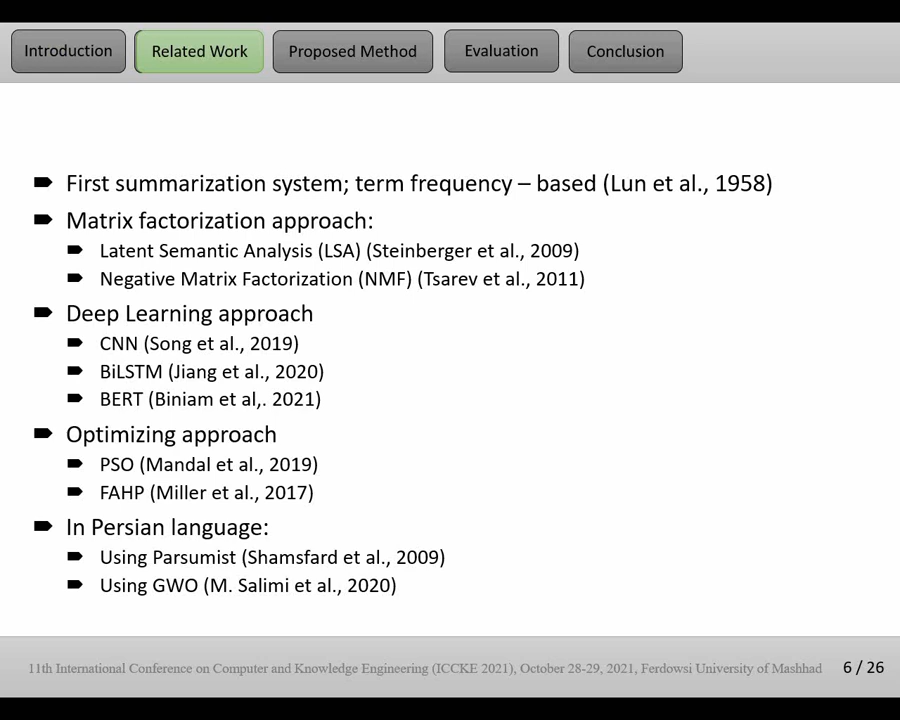 Introduction
Related Work
Proposed Method
Evaluation
Conclusion
First summarization system; term frequency – based (Lun et al., 1958)
Matrix factorization approach:
Latent Semantic Analysis (LSA) (Steinberger et al., 2009)
Negative Matrix Factorization (NMF) (Tsarev et al., 2011)
Deep Learning approach
CNN (Song et al., 2019)
BiLSTM (Jiang et al., 2020)
BERT (Biniam et al,. 2021)
Optimizing approach
PSO (Mandal et al., 2019)
FAHP (Miller et al., 2017)
In Persian language:
Using Parsumist (Shamsfard et al., 2009)
Using GWO (M. Salimi et al., 2020)
11th International Conference on Computer and Knowledge Engineering (ICCKE 2021), October 28-29, 2021, Ferdowsi University of Mashhad
6 / 26